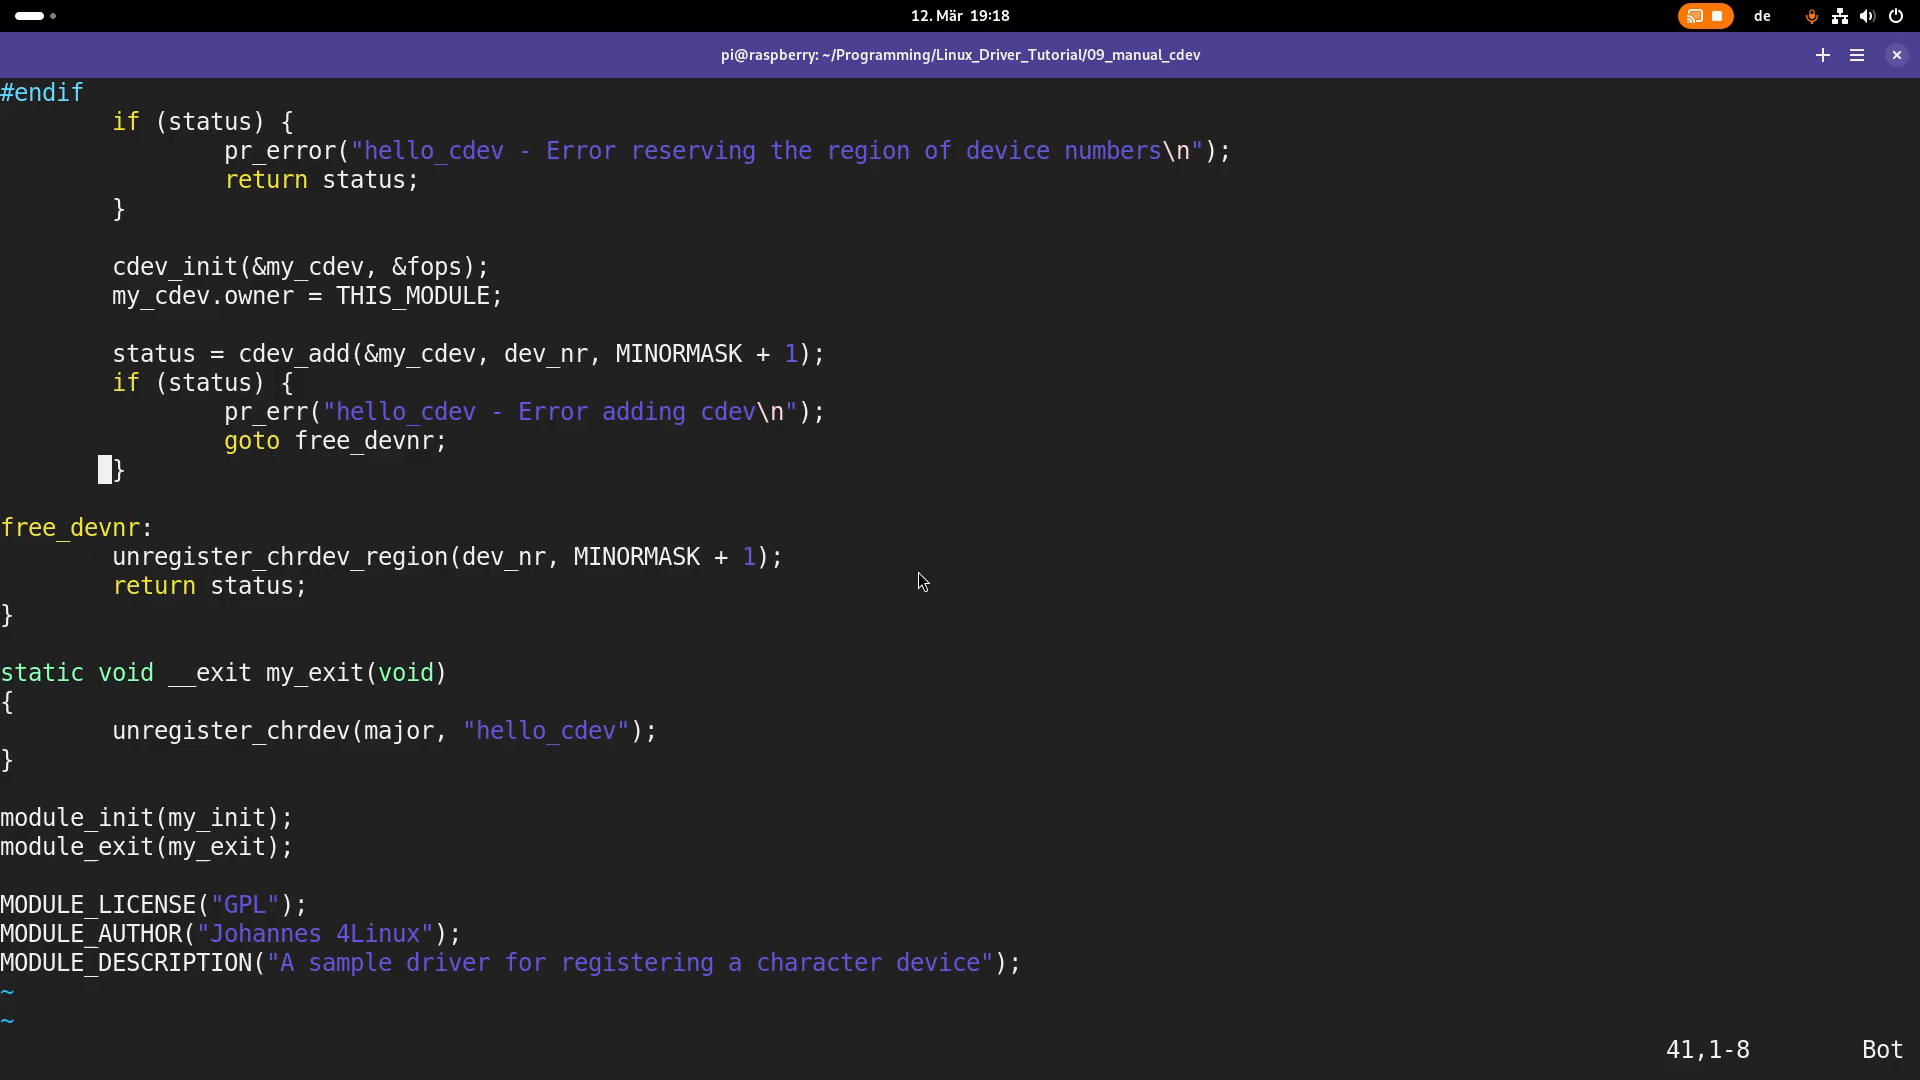 12. Mär 19:18
de
pi@raspberry: ~/Programming/Linux_Driver_Tutorial/09_manual_cdev
#endif
        if (status) {
                pr_error("hello_cdev - Error reserving the region of device numbers\n");
                return status;
        }
        cdev_init(&my_cdev, &fops);
        my_cdev.owner = THIS_MODULE;
        status = cdev_add(&my_cdev, dev_nr, MINORMASK + 1);
        if (status) {
                pr_err("hello_cdev - Error adding cdev\n");
                goto free_devnr;
        }
free_devnr:
        unregister_chrdev_region(dev_nr, MINORMASK + 1);
        return status;
}
static void __exit my_exit(void)
{
        unregister_chrdev(major, "hello_cdev");
}
module_init(my_init);
module_exit(my_exit);
MODULE_LICENSE("GPL");
MODULE_AUTHOR("Johannes 4Linux");
MODULE_DESCRIPTION("A sample driver for registering a character device");
~
~
41,1-8 Bot